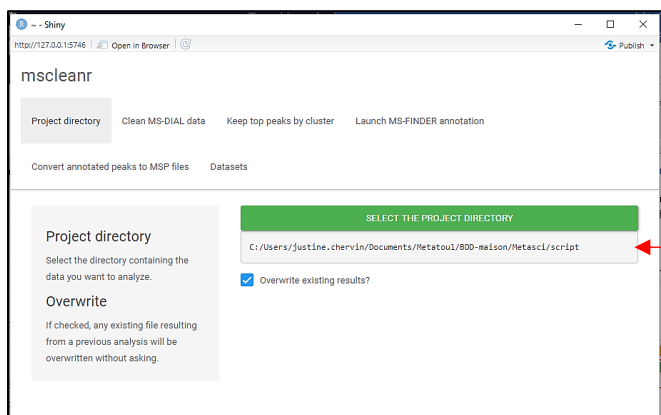 ~ - Shiny
http://127.0.0.1:5746 Open in Browser Publish
mscleanr
Project directory Clean MS-DIAL data Keep top peaks by cluster Launch MS-FINDER annotation
Convert annotated peaks to MSP files Datasets
SELECT THE PROJECT DIRECTORY
C:/Users/justine.chervin/Documents/Metatoul/BDD-maison/Metasci/script
Overwrite existing results?
Project directory
Select the directory containing the
data you want to analyze.
Overwrite
If checked, any existing file resulting
from a previous analysis will be
overwritten without asking.